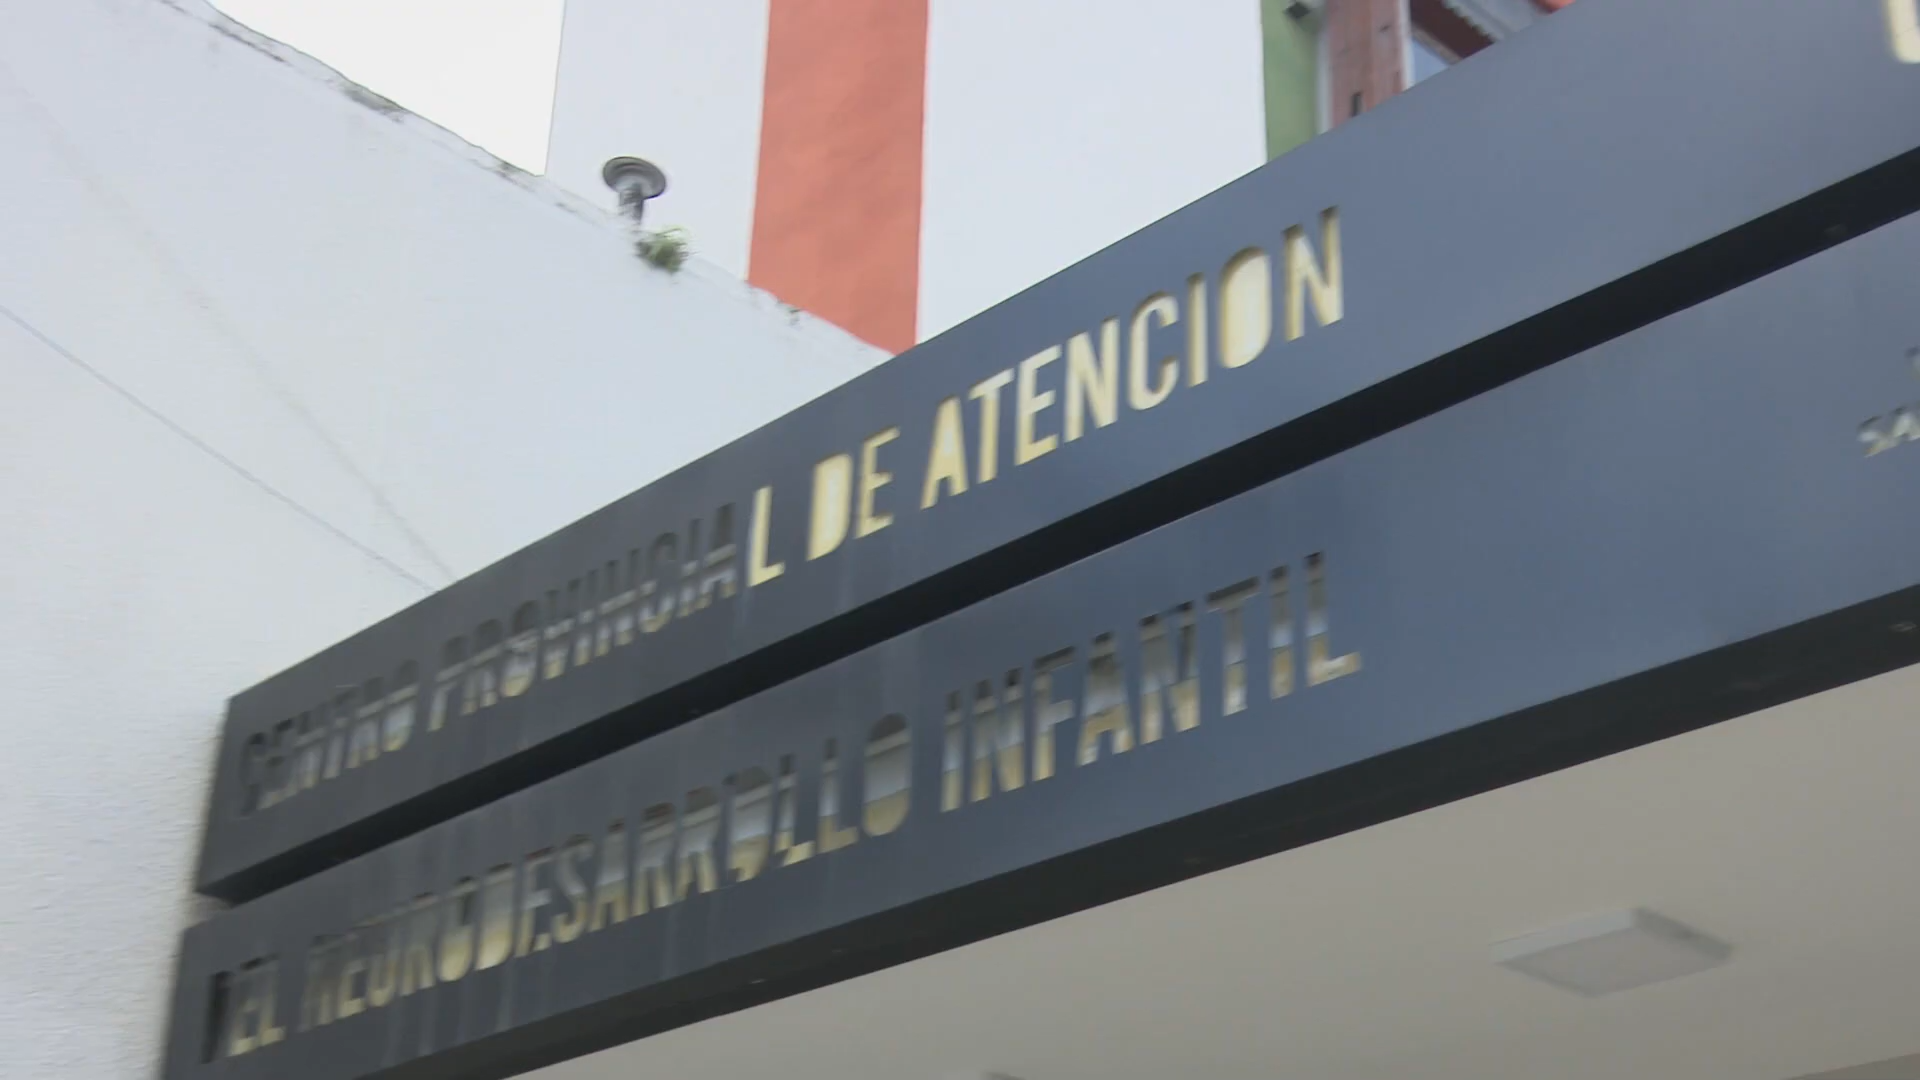 CENTRO PROVINCIAL DE ATENCION
DEL NEURODESARROLLO INFANTIL